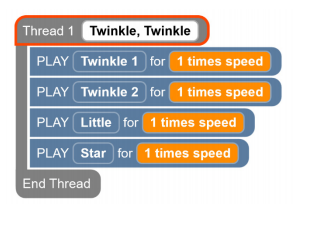 Thread 1 Twinkle, Twinkle
PLAY Twinkle 1 for 1 times speed
PLAY Twinkle 2 for 1 times speed
PLAY Little for 1 times speed
PLAY Star for 1 times speed
End Thread